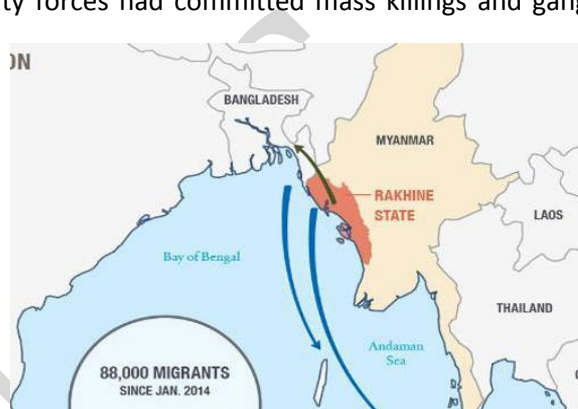 ty forces had committed mass killings and gang
ON
BANGLADESH
MYANMAR
RAKHINE
STATE
LAOS
Bay of Bengal
THAILAND
Andaman
Sea
88,000 MIGRANTS
SINCE JAN. 2014